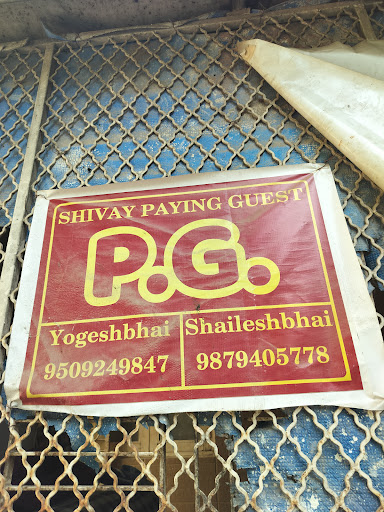 SHIVAY PAYING GUEST
P.G.
Yogeshbhai
9509249847
Shaileshbhai
9879405778